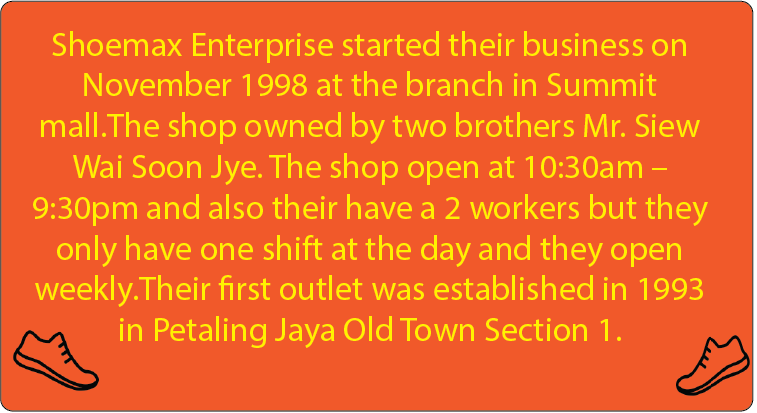 Shoemax Enterprise started their business on
November 1998 at the branch in Summit
mall.The shop owned by two brothers Mr. Siew
Wai Soon Jye. The shop open at 10:30am –
9:30pm and also their have a 2 workers but they
only have one shift at the day and they open
weekly.Their first outlet was established in 1993
in Petaling Jaya Old Town Section 1.